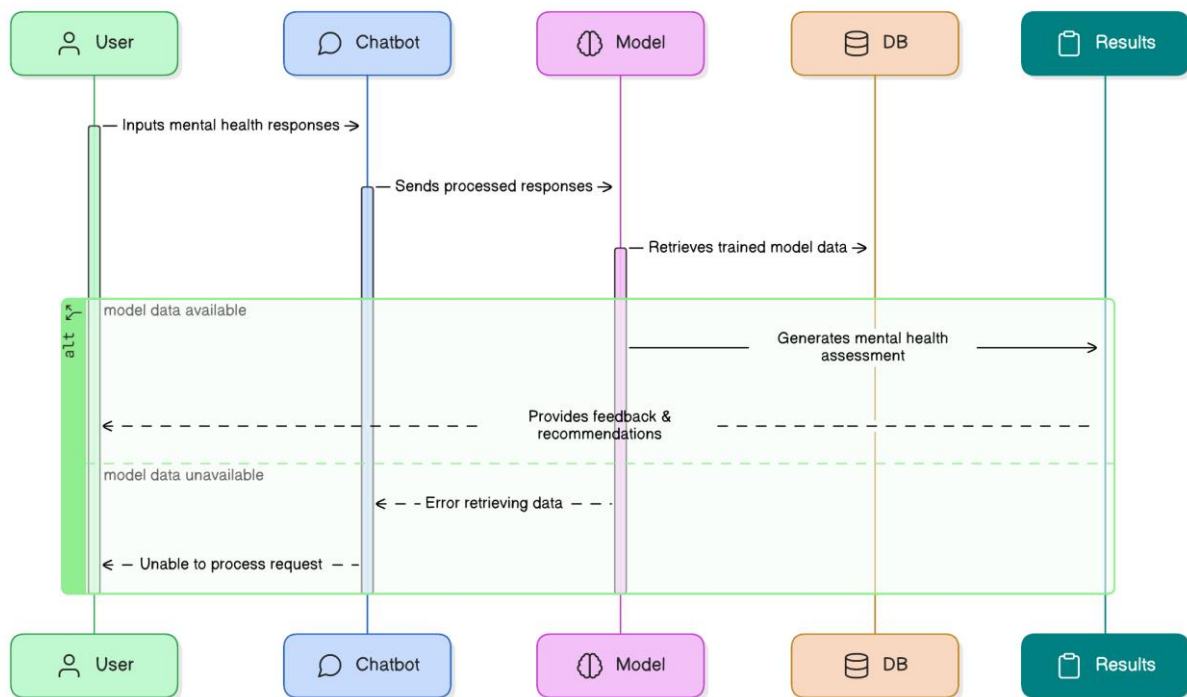 User
Chatbot
Model
DB
Results
Inputs mental health responses
Sends processed responses
Retrieves trained model data
alt
model data available
Generates mental health
assessment
Provides feedback &
recommendations
model data unavailable
Error retrieving data
Unable to process request
User
Chatbot
Model
DB
Results